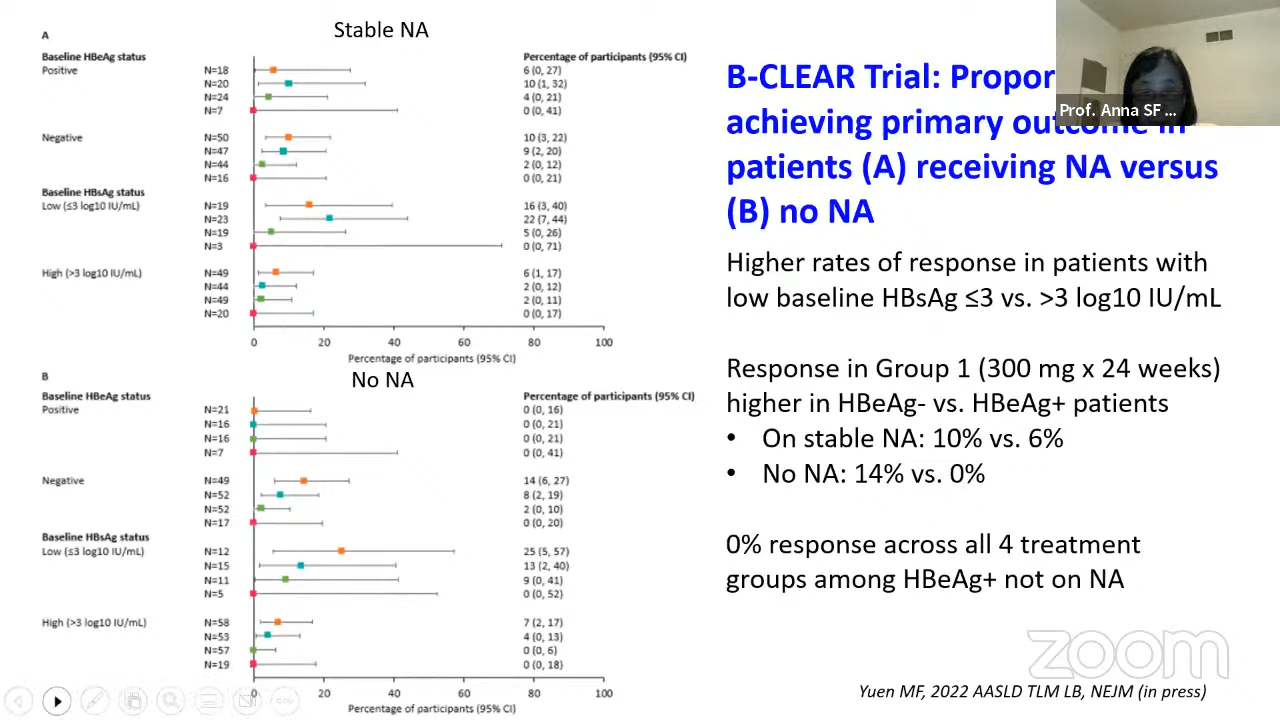 Stable NA
A
Baseline HBeAg status Percentage of participants (95% CI)
Positive N=18 6 (0, 27)
N=20 10 (1, 32)
N=24 4 (0, 21)
N=7 0 (0, 41)
Negative N=50 10 (3, 22)
N=47 9 (2, 20)
N=44 2 (0, 12)
N=16 0 (0, 21)
Baseline HBsAg status
Low (≤3 log10 IU/mL) N=19 16 (3, 40)
N=23 22 (7, 44)
N=19 5 (0, 26)
N=3 0 (0, 71)
High (>3 log10 IU/mL) N=49 6 (1, 17)
N=44 2 (0, 12)
N=49 2 (0, 11)
N=20 0 (0, 17)
0 20 40 60 80 100
Percentage of participants (95% CI)
No NA
B
Baseline HBeAg status Percentage of participants (95% CI)
Positive N=21 0 (0, 16)
N=16 0 (0, 21)
N=16 0 (0, 21)
N=7 0 (0, 41)
Negative N=49 14 (6, 27)
N=52 8 (2, 19)
N=52 2 (0, 10)
N=17 0 (0, 20)
Baseline HBsAg status
Low (≤3 log10 IU/mL) N=12 25 (5, 57)
N=15 13 (2, 40)
N=11 9 (0, 41)
N=5 0 (0, 52)
High (>3 log10 IU/mL) N=58 7 (2, 17)
N=53 4 (0, 13)
N=57 0 (0, 6)
N=19 0 (0, 18)
0 20 40 60 80 100
Percentage of participants (95% CI)
B-CLEAR Trial: Propor
achieving primary outcome in
patients (A) receiving NA versus
(B) no NA
Prof. Anna SF ...
Higher rates of response in patients with
low baseline HBsAg ≤3 vs. >3 log10 IU/mL
Response in Group 1 (300 mg x 24 weeks)
higher in HBeAg- vs. HBeAg+ patients
• On stable NA: 10% vs. 6%
• No NA: 14% vs. 0%
0% response across all 4 treatment
groups among HBeAg+ not on NA
zoom
Yuen MF, 2022 AASLD TLM LB, NEJM (in press)